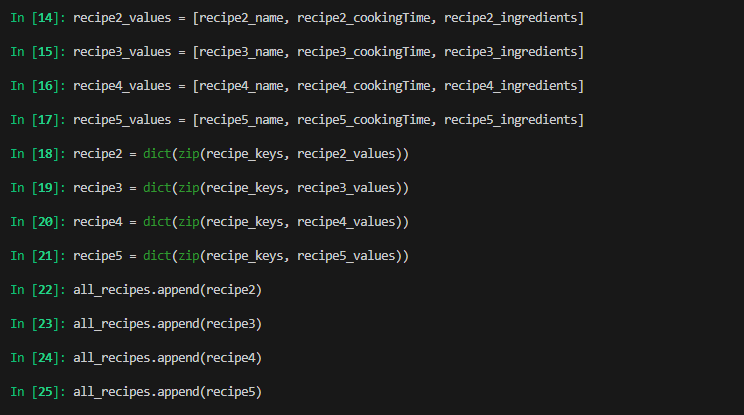 In [14]: recipe2_values = [recipe2_name, recipe2_cookingTime, recipe2_ingredients]
In [15]: recipe3_values = [recipe3_name, recipe3_cookingTime, recipe3_ingredients]
In [16]: recipe4_values = [recipe4_name, recipe4_cookingTime, recipe4_ingredients]
In [17]: recipe5_values = [recipe5_name, recipe5_cookingTime, recipe5_ingredients]
In [18]: recipe2 = dict(zip(recipe_keys, recipe2_values))
In [19]: recipe3 = dict(zip(recipe_keys, recipe3_values))
In [20]: recipe4 = dict(zip(recipe_keys, recipe4_values))
In [21]: recipe5 = dict(zip(recipe_keys, recipe5_values))
In [22]: all_recipes.append(recipe2)
In [23]: all_recipes.append(recipe3)
In [24]: all_recipes.append(recipe4)
In [25]: all_recipes.append(recipe5)